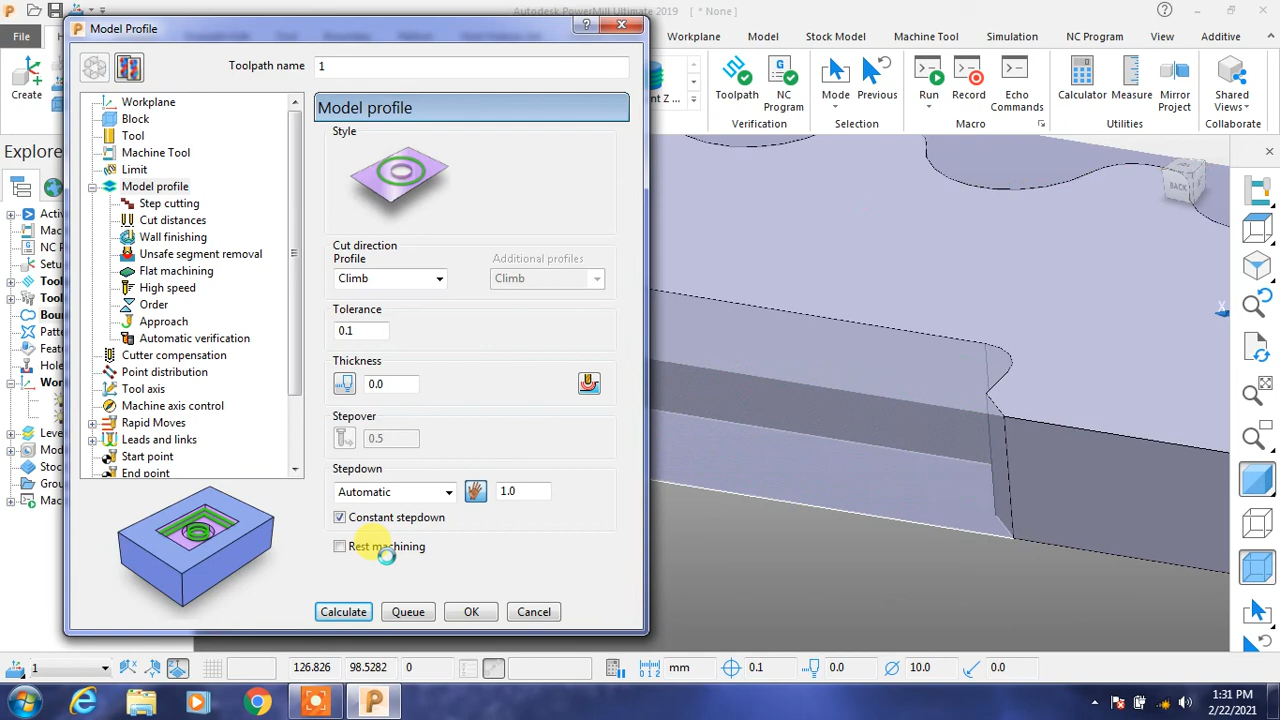 Autodesk PowerMill Ultimate 2019 [* None]
Model Profile
File
Workplane
Model
Stock Model
Machine Tool
Simulation
NC Program
View
Additive
Create
Toolpath
NC
Program
Mode
Previous
Run
Record
Echo
Commands
Calculator
Measure
Mirror
Project
Shared
Views
Verification
Selection
Macro
Utilities
Collaborate
Toolpath name
1
Workplane
Block
Tool
Machine Tool
Limit
Model profile
Step cutting
Cut distances
Wall finishing
Unsafe segment removal
Flat machining
High speed
Order
Approach
Automatic verification
Cutter compensation
Point distribution
Tool axis
Machine axis control
Rapid Moves
Leads and links
Start point
End point
Model profile
Style
Cut direction
Profile
Additional profiles
Climb
Climb
Tolerance
0.1
Thickness
0.0
Stepover
0.5
Stepdown
Automatic
1.0
Constant stepdown
Rest machining
Calculate
Queue
OK
Cancel
BACK
X
1
126.826
98.5282
0
mm
0.1
0.0
10.0
0.0
1:31 PM
2/22/2021